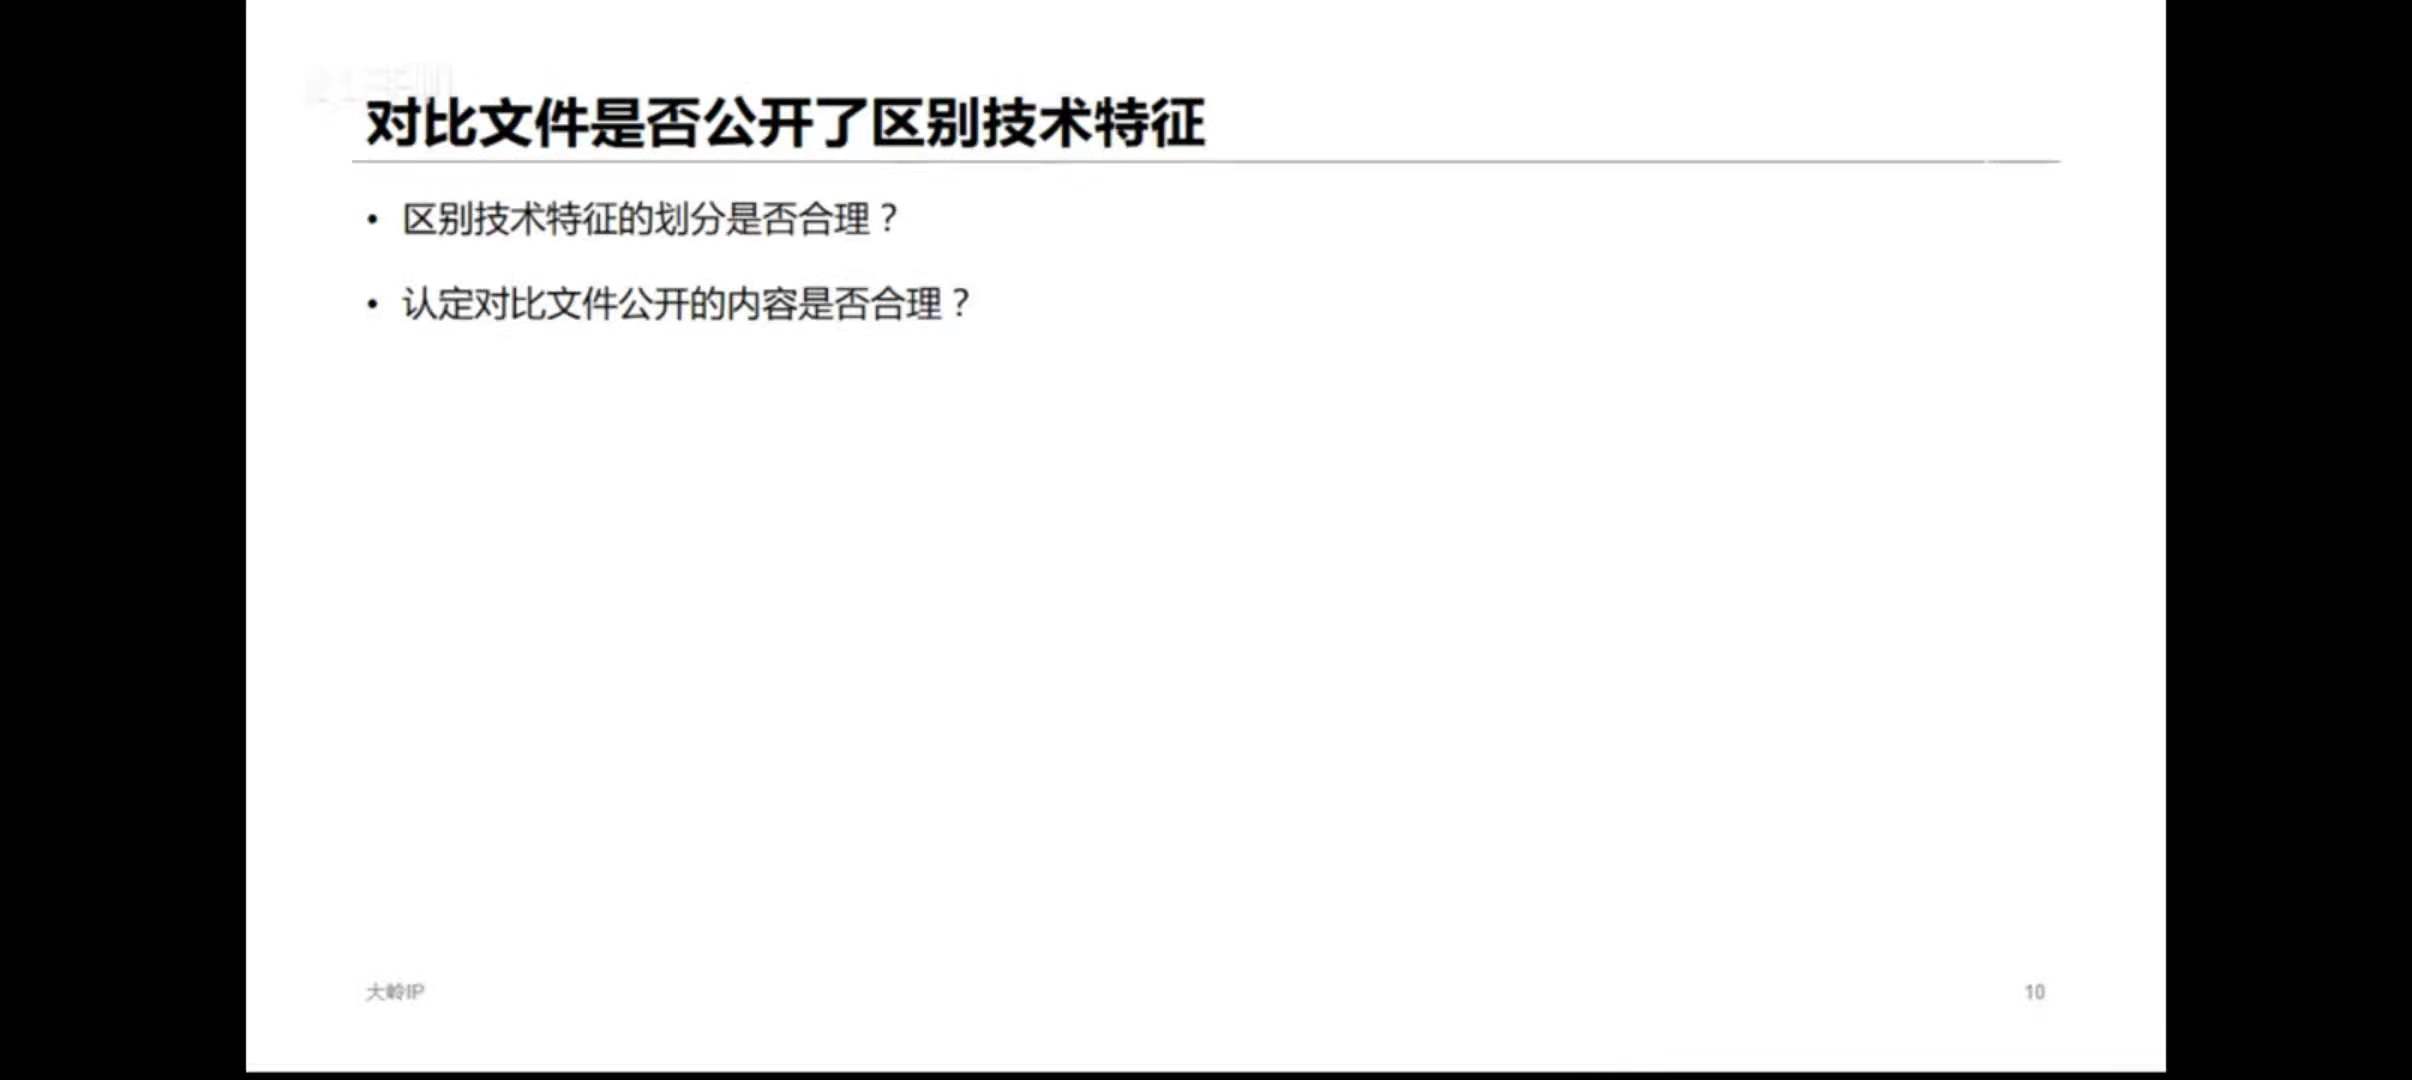 对比文件是否公开了区别技术特征
• 区别技术特征的划分是否合理？
• 认定对比文件公开的内容是否合理？
大岭IP
10